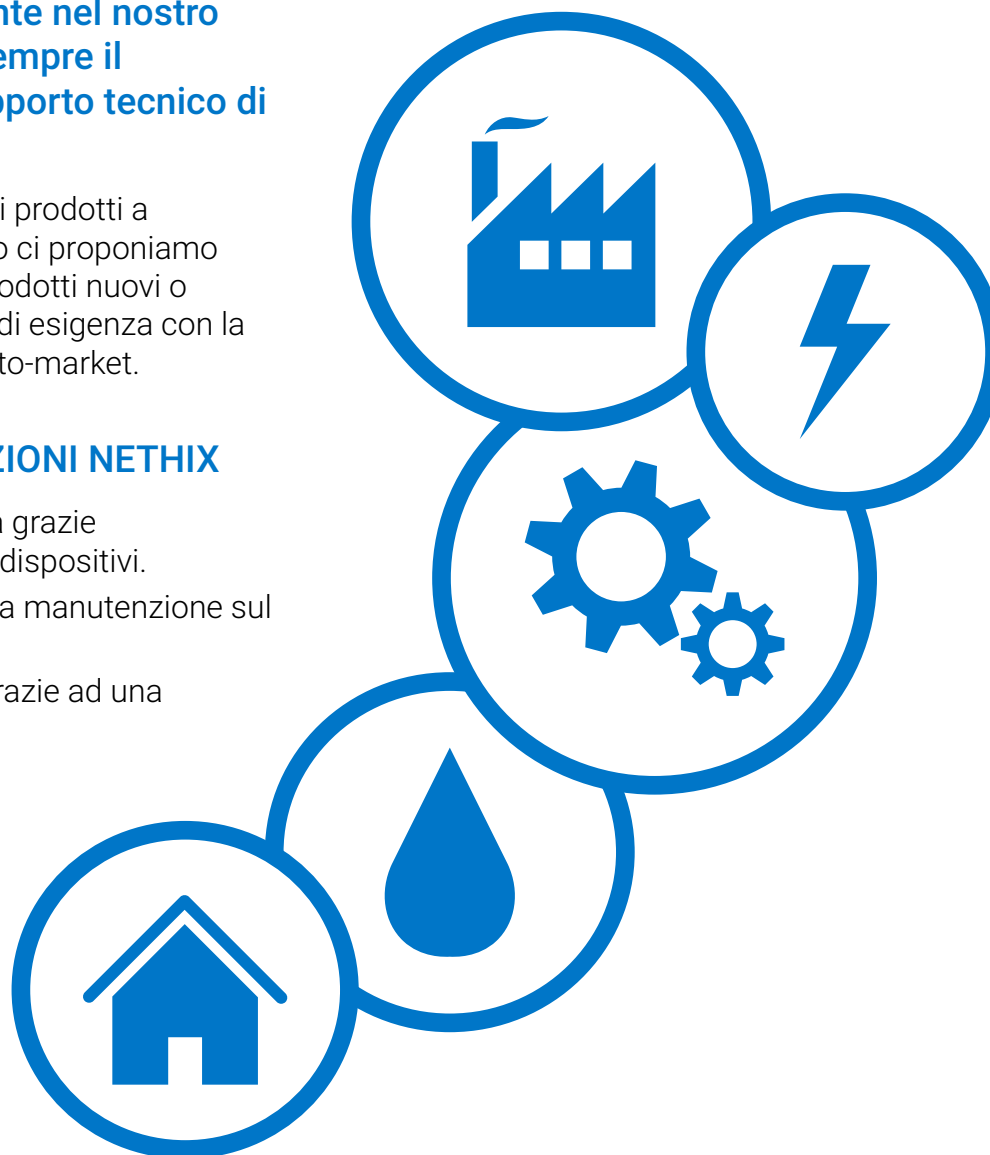 nte nel nostro
empre il
pporto tecnico di
i prodotti a
o ci proponiamo
odotti nuovi o
di esigenza con la
to-market.
ZIONI NETHIX
a grazie
dispositivi.
a manutenzione sul
razie ad una